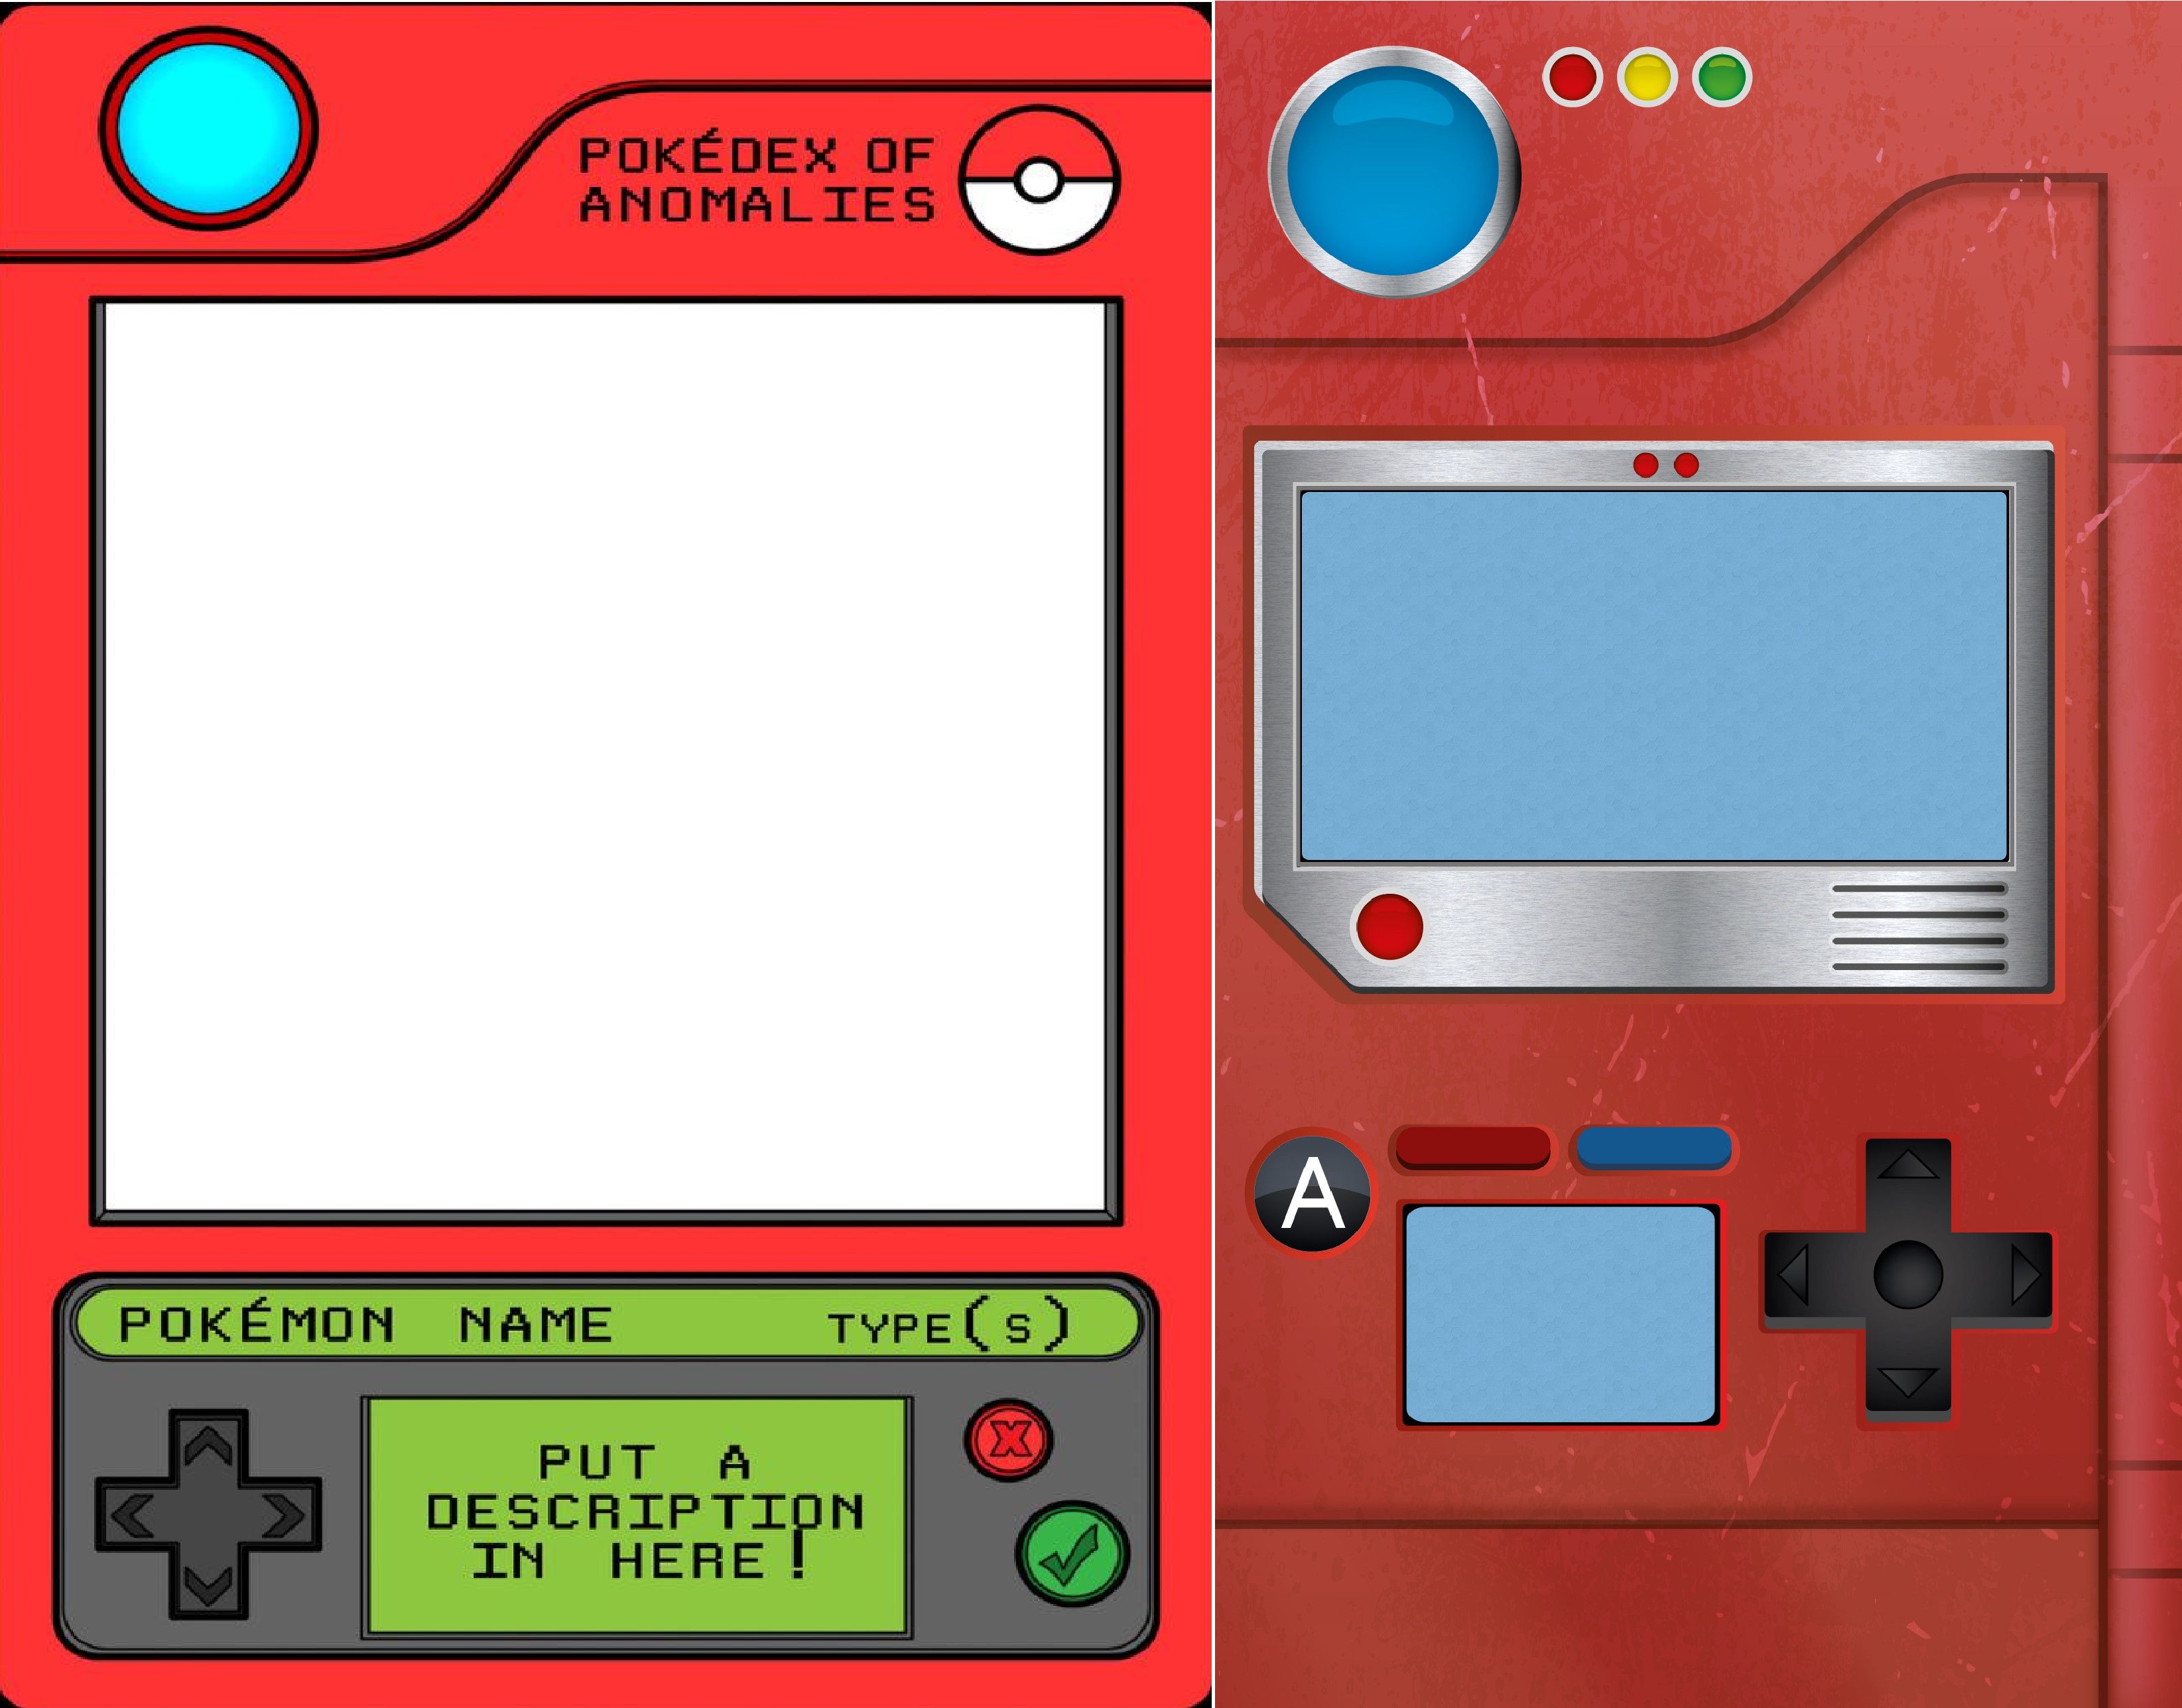 POKÉDEX OF
ANOMALIES
POKÉMON NAME TYPE(S)
PUT A
DESCRIPTION
IN HERE!
X
A